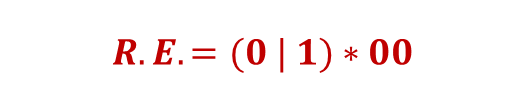 R.E.= (0 | 1) * 00